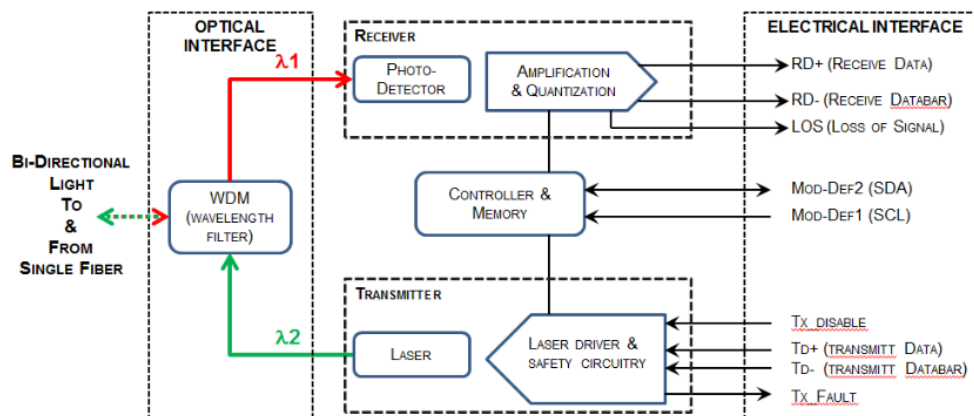 OPTICAL
INTERFACE
RECEIVER
ELECTRICAL INTERFACE
λ1
PHOTO-
DETECTOR
AMPLIFICATION
& QUANTIZATION
RD+ (RECEIVE DATA)
RD- (RECEIVE DATABAR)
LOS (LOSS OF SIGNAL)
BI-DIRECTIONAL
LIGHT
TO
&
FROM
SINGLE FIBER
WDM
(WAVELENGTH
FILTER)
CONTROLLER &
MEMORY
MOD-DEF2 (SDA)
MOD-DEF1 (SCL)
TRANSMITTER
λ2
LASER
LASER DRIVER &
SAFETY CIRCUITRY
TX_DISABLE
TD+ (TRANSMITT DATA)
TD- (TRANSMITT DATABAR)
TX_FAULT